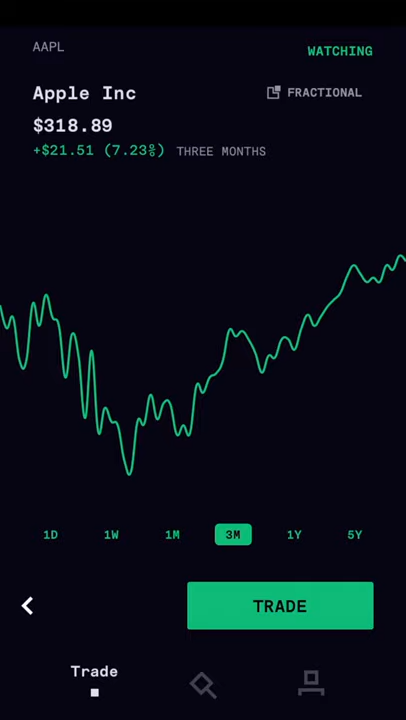 AAPL
WATCHING
Apple Inc
FRACTIONAL
$318.89
+$21.51 (7.23%) THREE MONTHS
1D 1W 1M 3M 1Y 5Y
TRADE
Trade